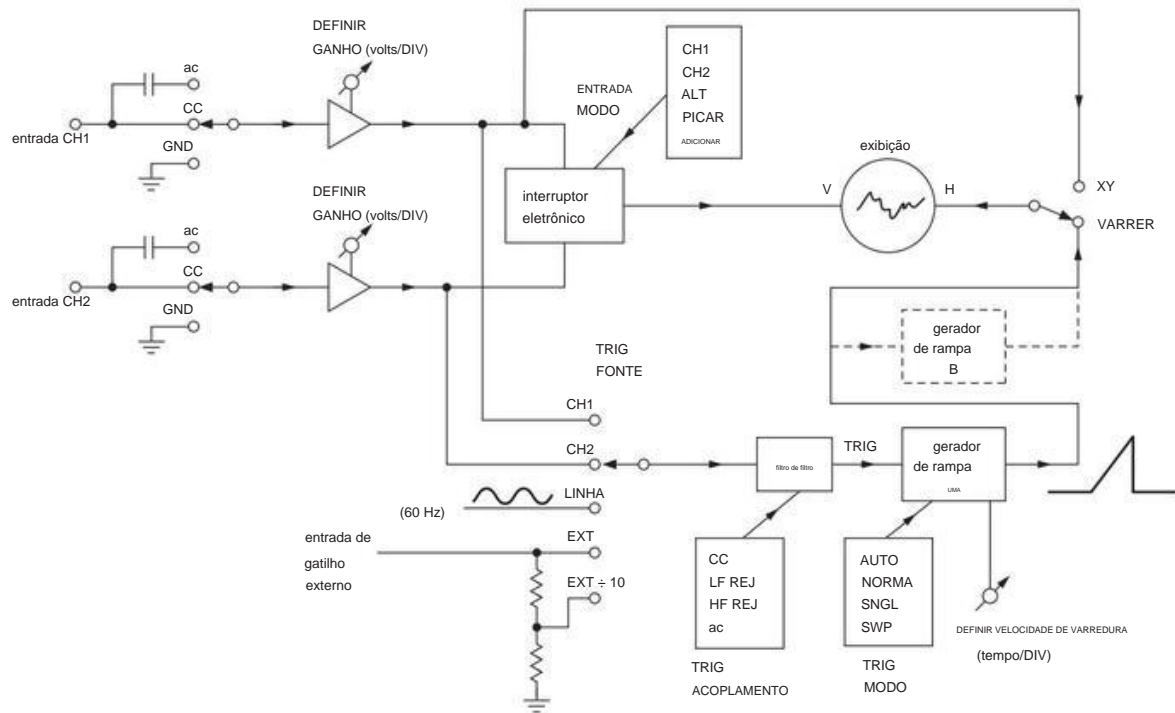 DEFINIR
GANHO (volts/DIV)
ac
CC
entrada CH1
GND
CH1
CH2
ALT
PICAR
ADICIONAR
ENTRADA
MODO
exibição
V
H
XY
VARRER
interruptor
eletrônico
DEFINIR
GANHO (volts/DIV)
ac
CC
entrada CH2
GND
gerador
de rampa
B
TRIG
FONTE
CH1
CH2
LINHA
(60 Hz)
EXT
entrada de
gatilho
externo
EXT ÷ 10
filtro de filtro
TRIG
gerador
de rampa
UMA
CC
LF REJ
HF REJ
ac
TRIG
ACOPLAMENTO
AUTO
NORMA
SNGL
SWP
TRIG
MODO
DEFINIR VELOCIDADE DE VARREDURA
(tempo/DIV)